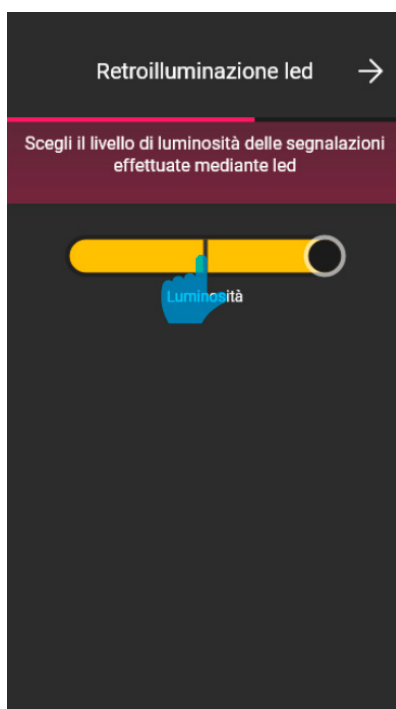 Retroilluminazione led
Scegli il livello di luminosità delle segnalazioni
effettuate mediante led
Luminosità